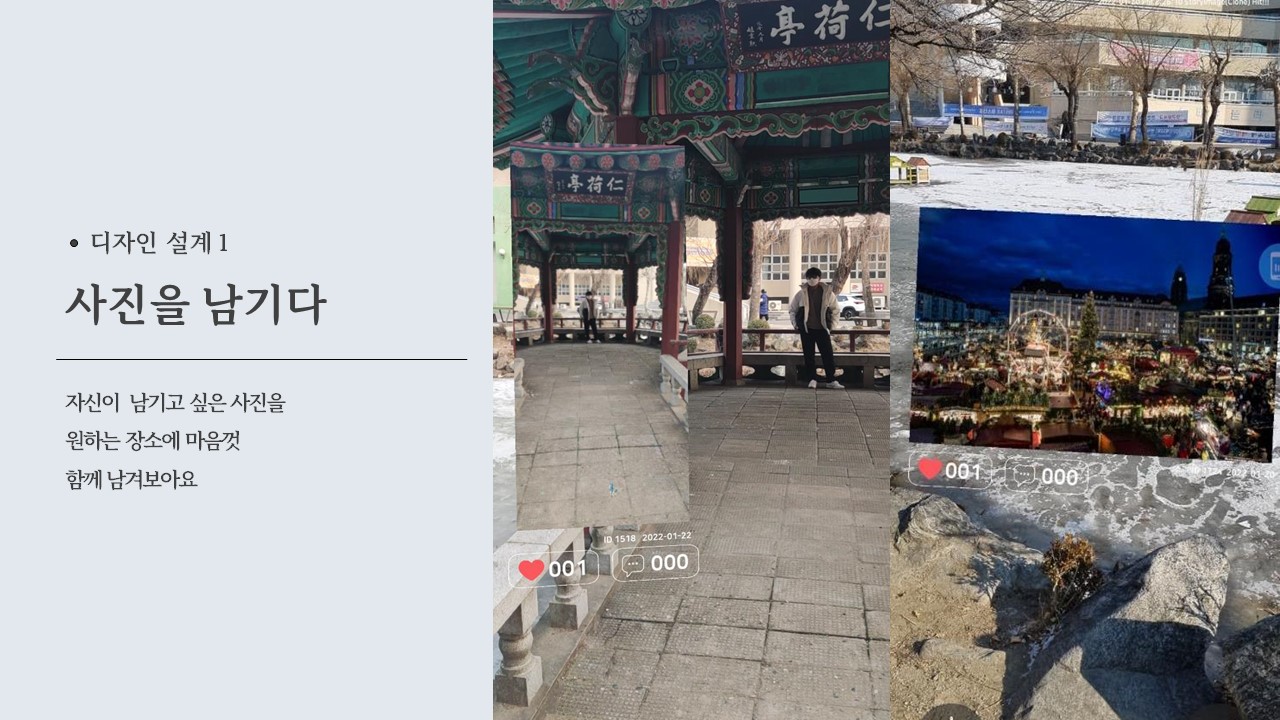 • 디자인 설계 1
사진을 남기다
자신이 남기고 싶은 사진을
원하는 장소에 마음껏
함께 남겨보아요
亭荷仁
亭荷仁
ID 1518 2022-01-22
001
000
001
000